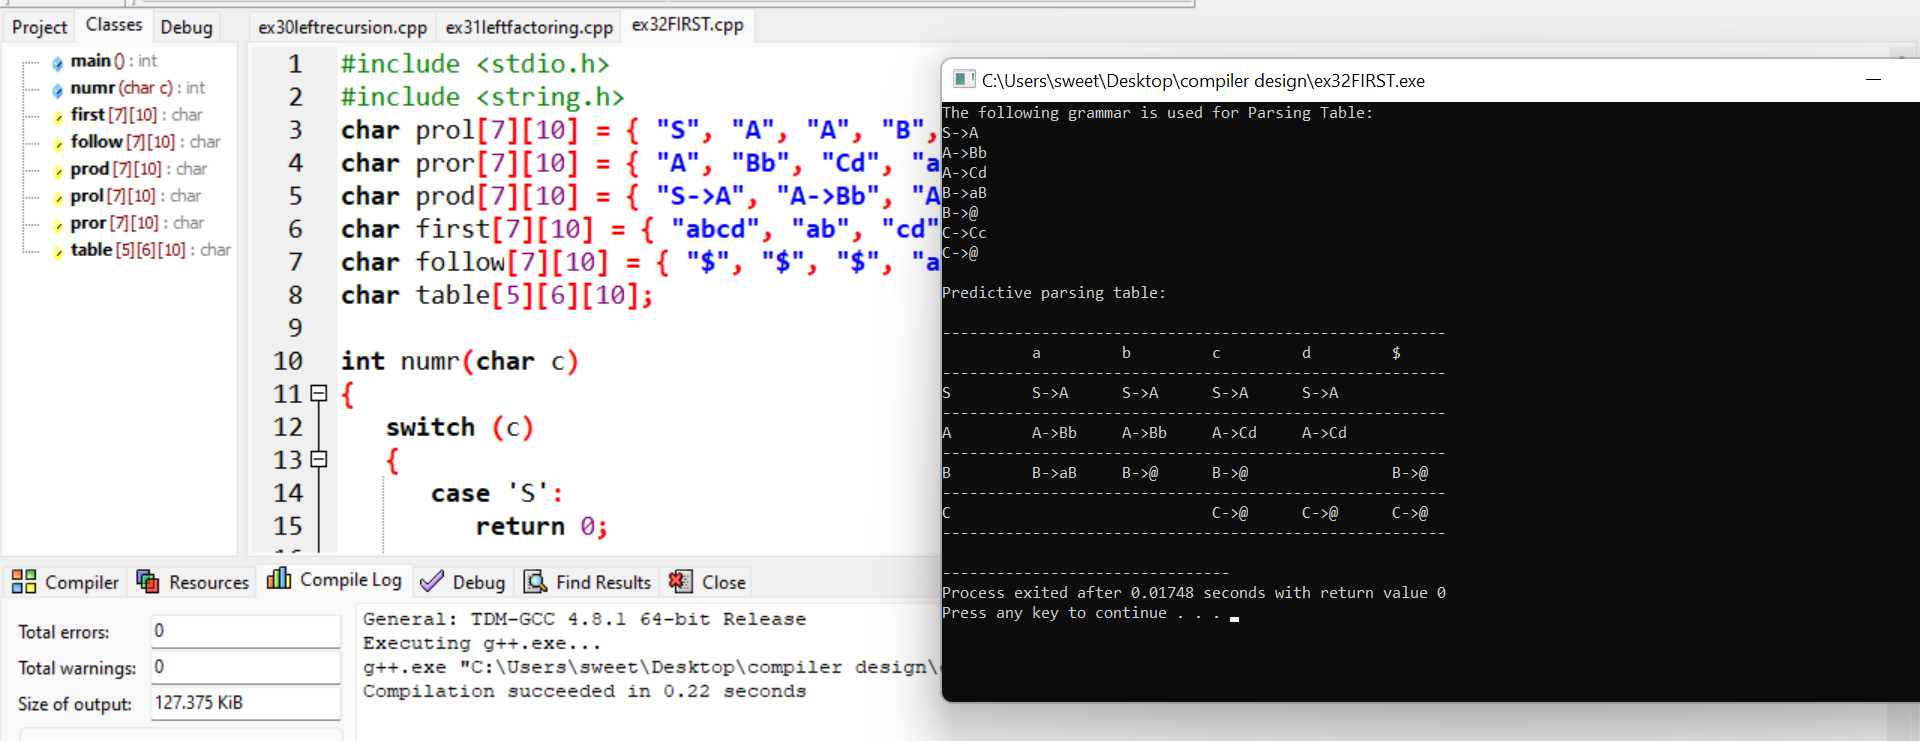 Project Classes Debug
main () : int
numr (char c) : int
first [7][10] : char
follow [7][10] : char
prod [7][10] : char
prol [7][10] : char
pror [7][10] : char
table [5][6][10] : char
ex30leftrecursion.cpp ex31leftfactoring.cpp ex32FIRST.cpp
1 #include <stdio.h>
2 #include <string.h>
3 char prol[7][10] = { "S", "A", "A", "B",
4 char pror[7][10] = { "A", "Bb", "Cd", "a
5 char prod[7][10] = { "S->A", "A->Bb", "A
6 char first[7][10] = { "abcd", "ab", "cd"
7 char follow[7][10] = { "$", "$", "$", "a
8 char table[5][6][10];
9
10 int numr(char c)
11 {
12 switch (c)
13 {
14 case 'S':
15 return 0;
C:\Users\sweet\Desktop\compiler design\ex32FIRST.exe
The following grammar is used for Parsing Table:
S->A
A->Bb
A->Cd
B->aB
B->@
C->Cc
C->@
Predictive parsing table:
--------------------------------------------------------
a b c d $
--------------------------------------------------------
S S->A S->A S->A S->A
--------------------------------------------------------
A A->Bb A->Bb A->Cd A->Cd
--------------------------------------------------------
B B->aB B->@ B->@ B->@
--------------------------------------------------------
C C->@ C->@ C->@
--------------------------------------------------------
--------------------------------
Process exited after 0.01748 seconds with return value 0
Press any key to continue . . .
Compiler Resources Compile Log Debug Find Results Close
Total errors: 0
Total warnings: 0
Size of output: 127.375 KiB
General: TDM-GCC 4.8.1 64-bit Release
Executing g++.exe...
g++.exe "C:\Users\sweet\Desktop\compiler design\
Compilation succeeded in 0.22 seconds